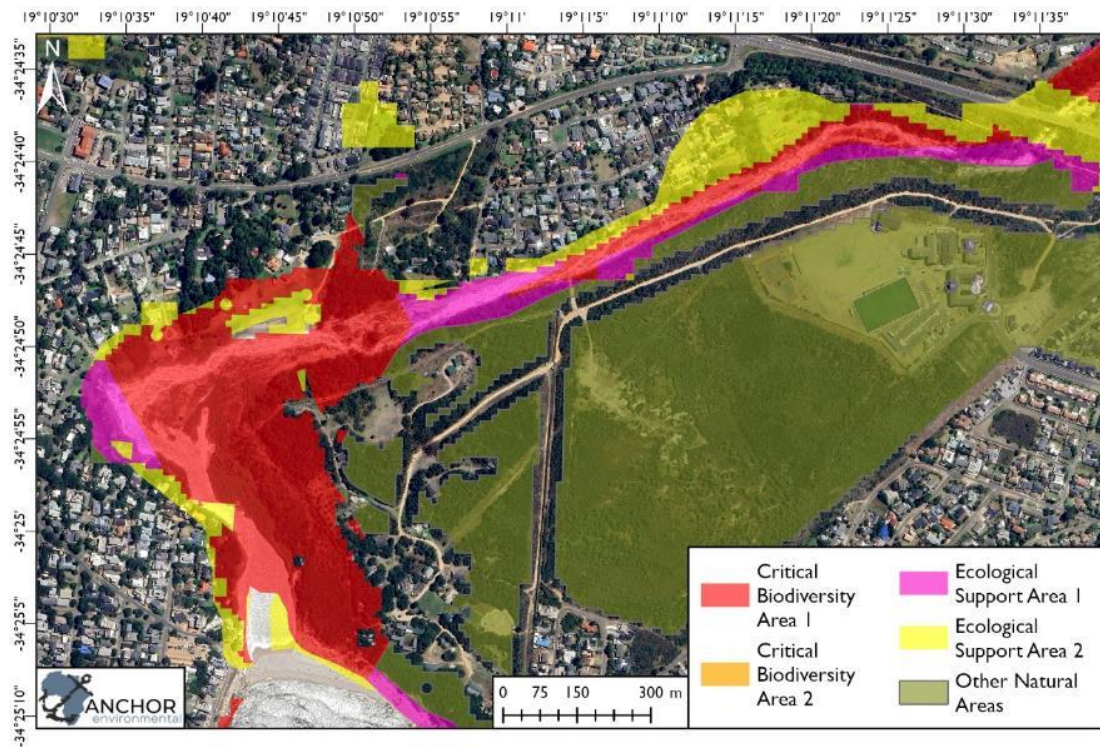 19°10'30" 19°10'35" 19°10'40" 19°10'45" 19°10'50" 19°10'55" 19°11'1" 19°11'15" 19°11'10" 19°11'15" 19°11'20" 19°11'25" 19°11'30" 19°11'35"
N
-34°24'35"
-34°24'40"
-34°24'45"
-34°24'50"
-34°24'55"
-34°25'
-34°25'5"
-34°25'10"
Critical
Biodiversity
Area 1
Critical
Biodiversity
Area 2
Ecological
Support Area 1
Ecological
Support Area 2
Other Natural
Areas
0 75 150 300 m
ANCHOR
environmental